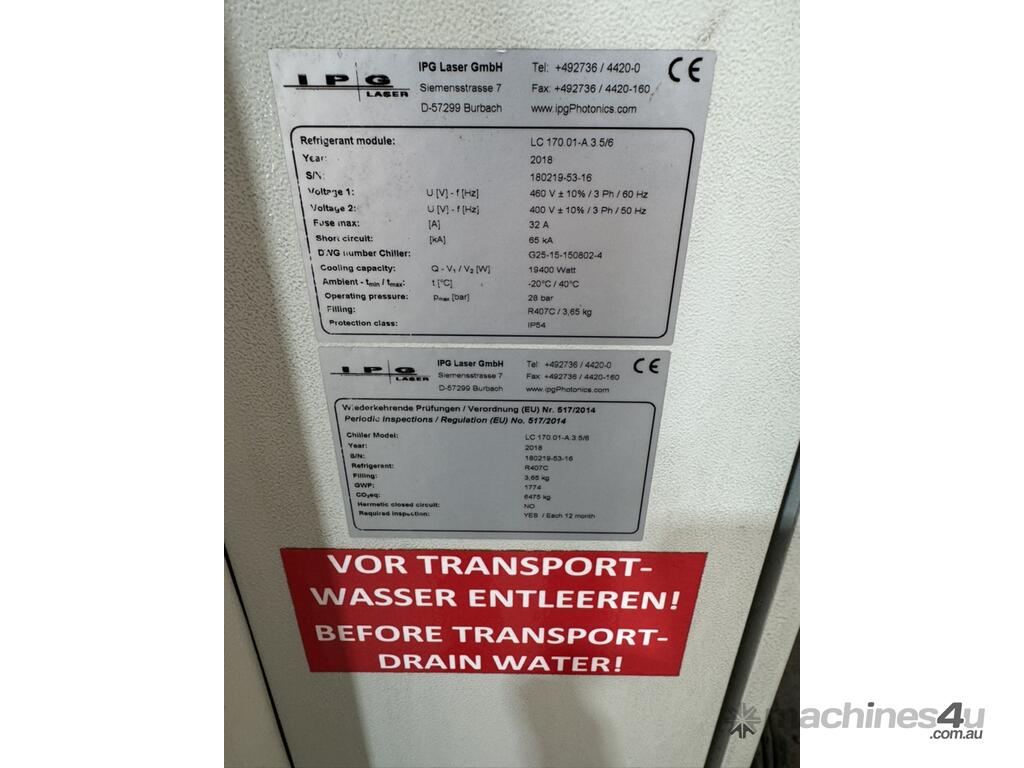 IPG
LASER
IPG Laser GmbH
Siemensstrasse 7
D-57299 Burbach
Tel: +492736 / 4420-0
Fax: +492736 / 4420-160
www.ipgPhotonics.com
CE
Refrigerant module: LC 170.01-A.3.5/6
Year: 2018
S/N: 180219-53-16
Voltage 1: U [V] - f [Hz] 460 V ± 10% / 3 Ph / 60 Hz
Voltage 2: U [V] - f [Hz] 400 V ± 10% / 3 Ph / 50 Hz
Fuse max: [A] 32 A
Short circuit: [kA] 65 kA
DWG number Chiller: G25-15-150802-4
Cooling capacity: Q - V₁ / V₂ [W] 19400 Watt
Ambient - tmin / tmax: t [°C] -20°C / 40°C
Operating pressure: pmax [bar] 28 bar
Filling: R407C / 3,65 kg
Protection class: IP54
IPG
LASER
IPG Laser GmbH
Siemensstrasse 7
D-57299 Burbach
Tel: +492736 / 4420-0
Fax: +492736 / 4420-160
www.ipgPhotonics.com
CE
Wiederkehrende Prüfungen / Verordnung (EU) Nr. 517/2014
Periodic Inspections / Regulation (EU) No. 517/2014
Chiller Model: LC 170.01-A.3.5/6
Year: 2018
S/N: 180219-53-16
Refrigerant: R407C
Filling: 3,65 kg
GWP: 1774
CO₂eq: 6475 kg
Hermetic closed circuit: NO
Required inspection: YES / Each 12 month
VOR TRANSPORT-
WASSER ENTLEEREN!
BEFORE TRANSPORT-
DRAIN WATER!
machines4u
.com.au